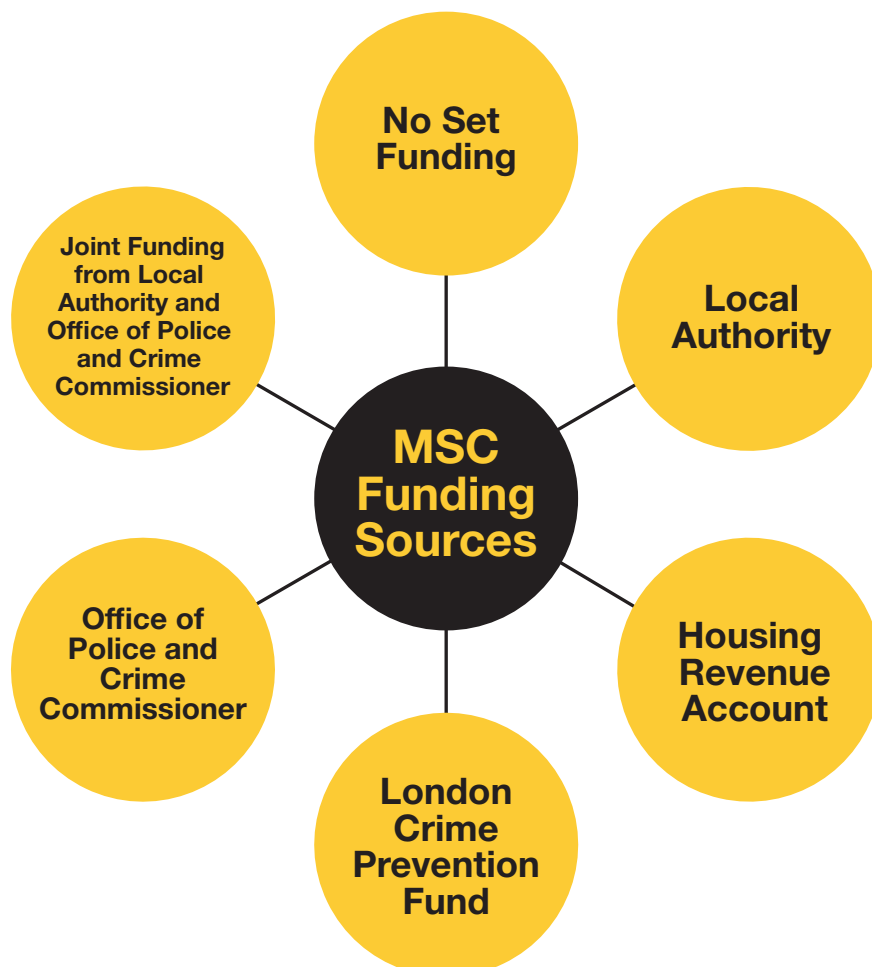 No Set
Funding
Joint Funding
from Local
Authority and
Office of Police
and Crime
Commissioner
Local
Authority
MSC
Funding
Sources
Office of
Police and
Crime
Commissioner
Housing
Revenue
Account
London
Crime
Prevention
Fund